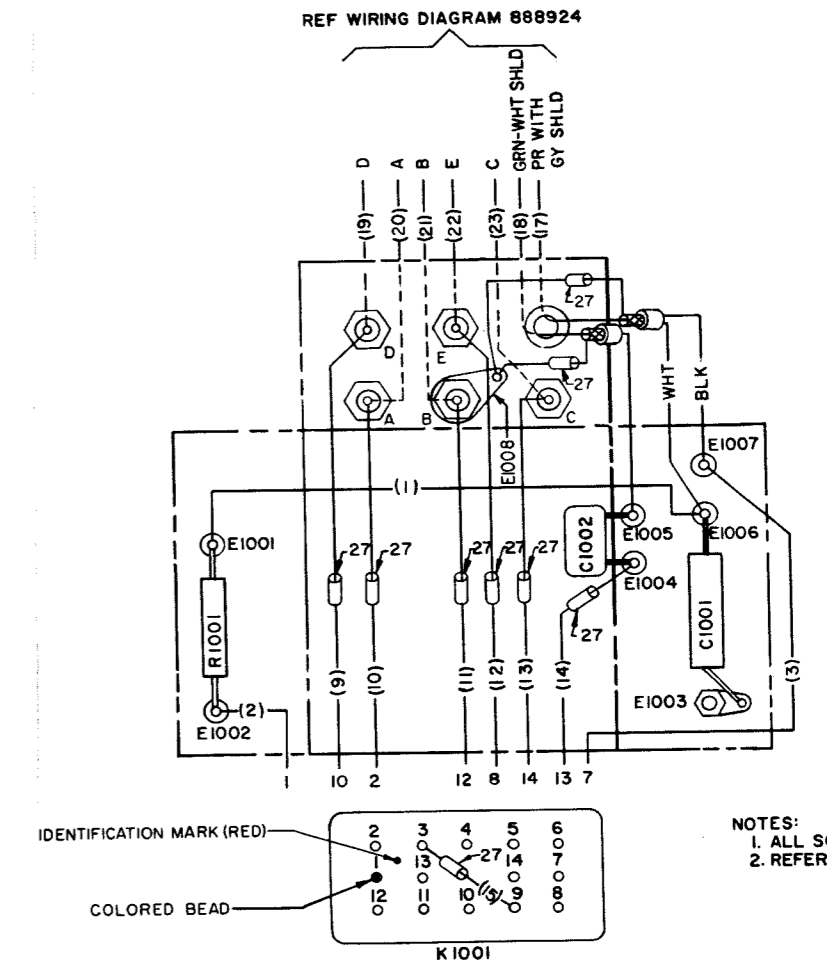 REF WIRING DIAGRAM 888924
D
A
B
E
C
GRN-WHT SHLD
PR WITH
GY SHLD
(19)
(20)
(21)
(22)
(23)
(18)
(17)
27
D
E
27
A
B
C
E1008
WHT
BLK
E1007
(1)
E1001
27
27
27
27
27
C1002
E1005
E1006
E1004
R1001
27
C1001
(9)
(10)
(11)
(12)
(13)
(14)
(3)
E1003
(2)
E1002
1
10
2
12
8
14
13
7
IDENTIFICATION MARK (RED)
2
3
4
5
6
1
13
27
14
7
COLORED BEAD
12
11
10
(15)
9
8
K1001
NOTES:
1. ALL S
2. REFER